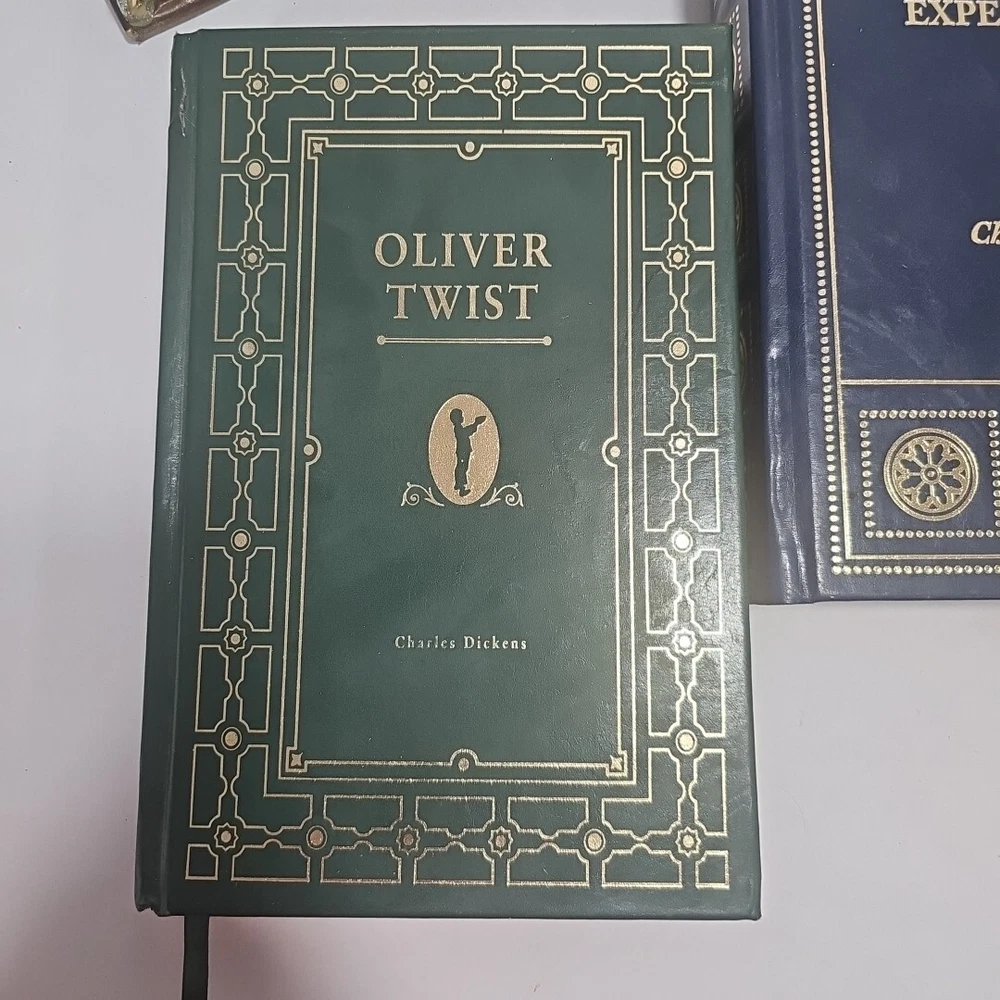 OLIVER
TWIST
Charles Dickens
EXPE
Ch